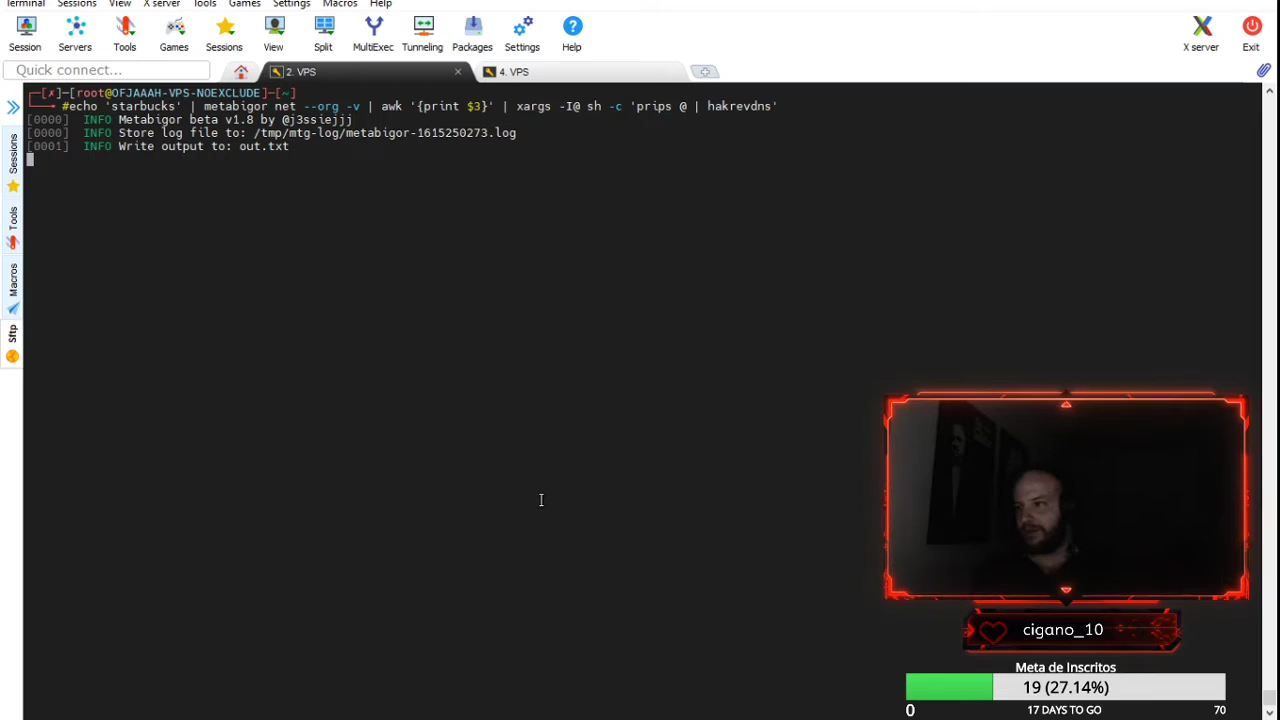 Terminal Sessions View X server Tools Games Settings Macros Help
Session Servers Tools Games Sessions View Split MultiExec Tunneling Packages Settings Help X server Exit
Quick connect... 2. VPS 4. VPS
Sessions
Tools
Macros
Sftp
┌─[✗]─[root@OFJAAAH-VPS-NOEXCLUDE]─[~]
└──╼ #echo 'starbucks' | metabigor net --org -v | awk '{print $3}' | xargs -I@ sh -c 'prips @ | hakrevdns'
[0000] INFO Metabigor beta v1.8 by @j3ssiejjj
[0000] INFO Store log file to: /tmp/mtg-log/metabigor-1615250273.log
[0001] INFO Write output to: out.txt
cigano_10
Meta de Inscritos
19 (27.14%)
0 17 DAYS TO GO 70